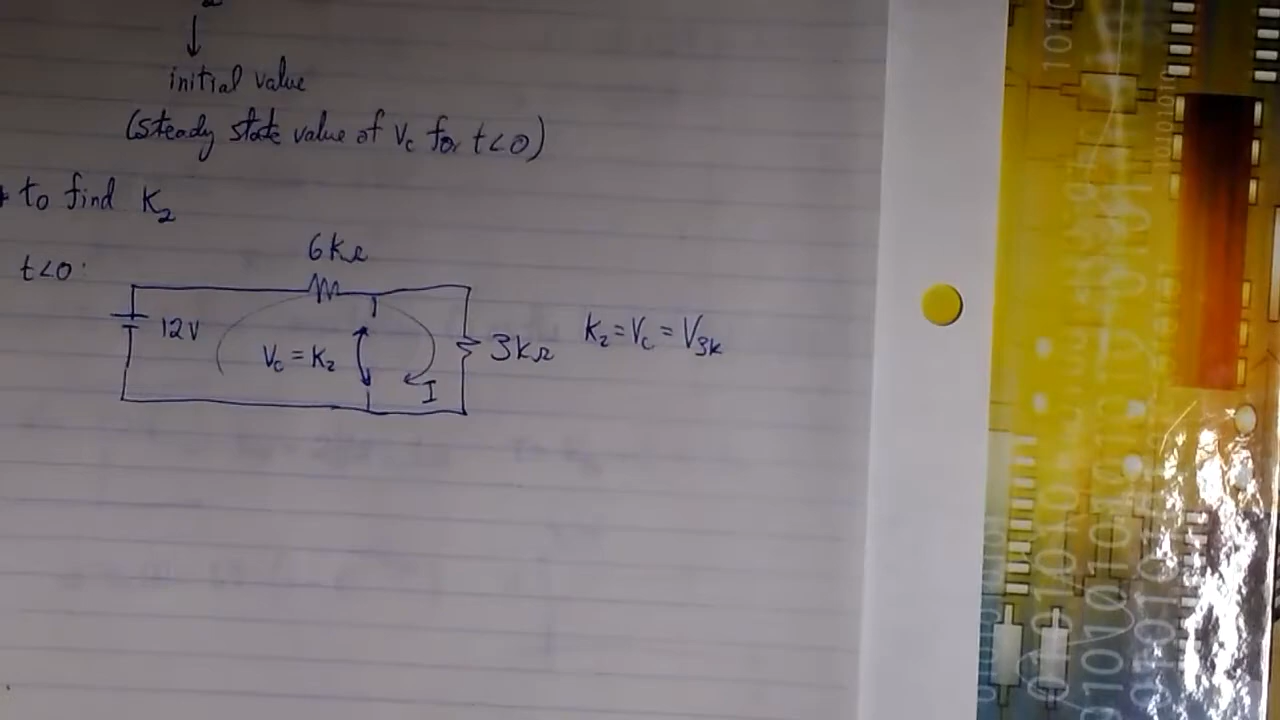 initial value
(steady state value of Vc for t<0)
to find K2
t<0:
6kΩ
12V
Vc = K2
I
3kΩ
K2 = Vc = V3k
1010